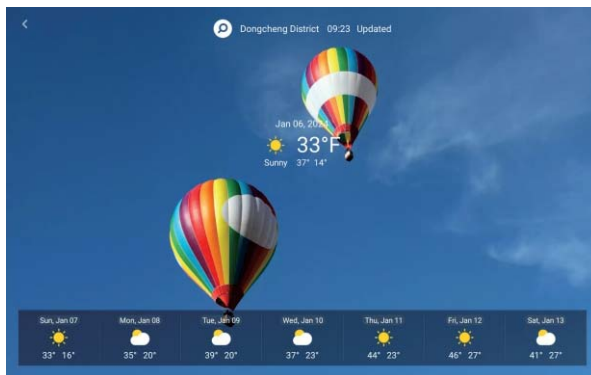 Dongcheng District 09:23 Updated
Jan 06, 2024
33°F
Sunny 37° 14°
Sun, Jan 07 Mon, Jan 08 Tue, Jan 09 Wed, Jan 10 Thu, Jan 11 Fri, Jan 12 Sat, Jan 13
33° 16° 35° 20° 39° 20° 37° 23° 44° 23° 46° 27° 41° 27°